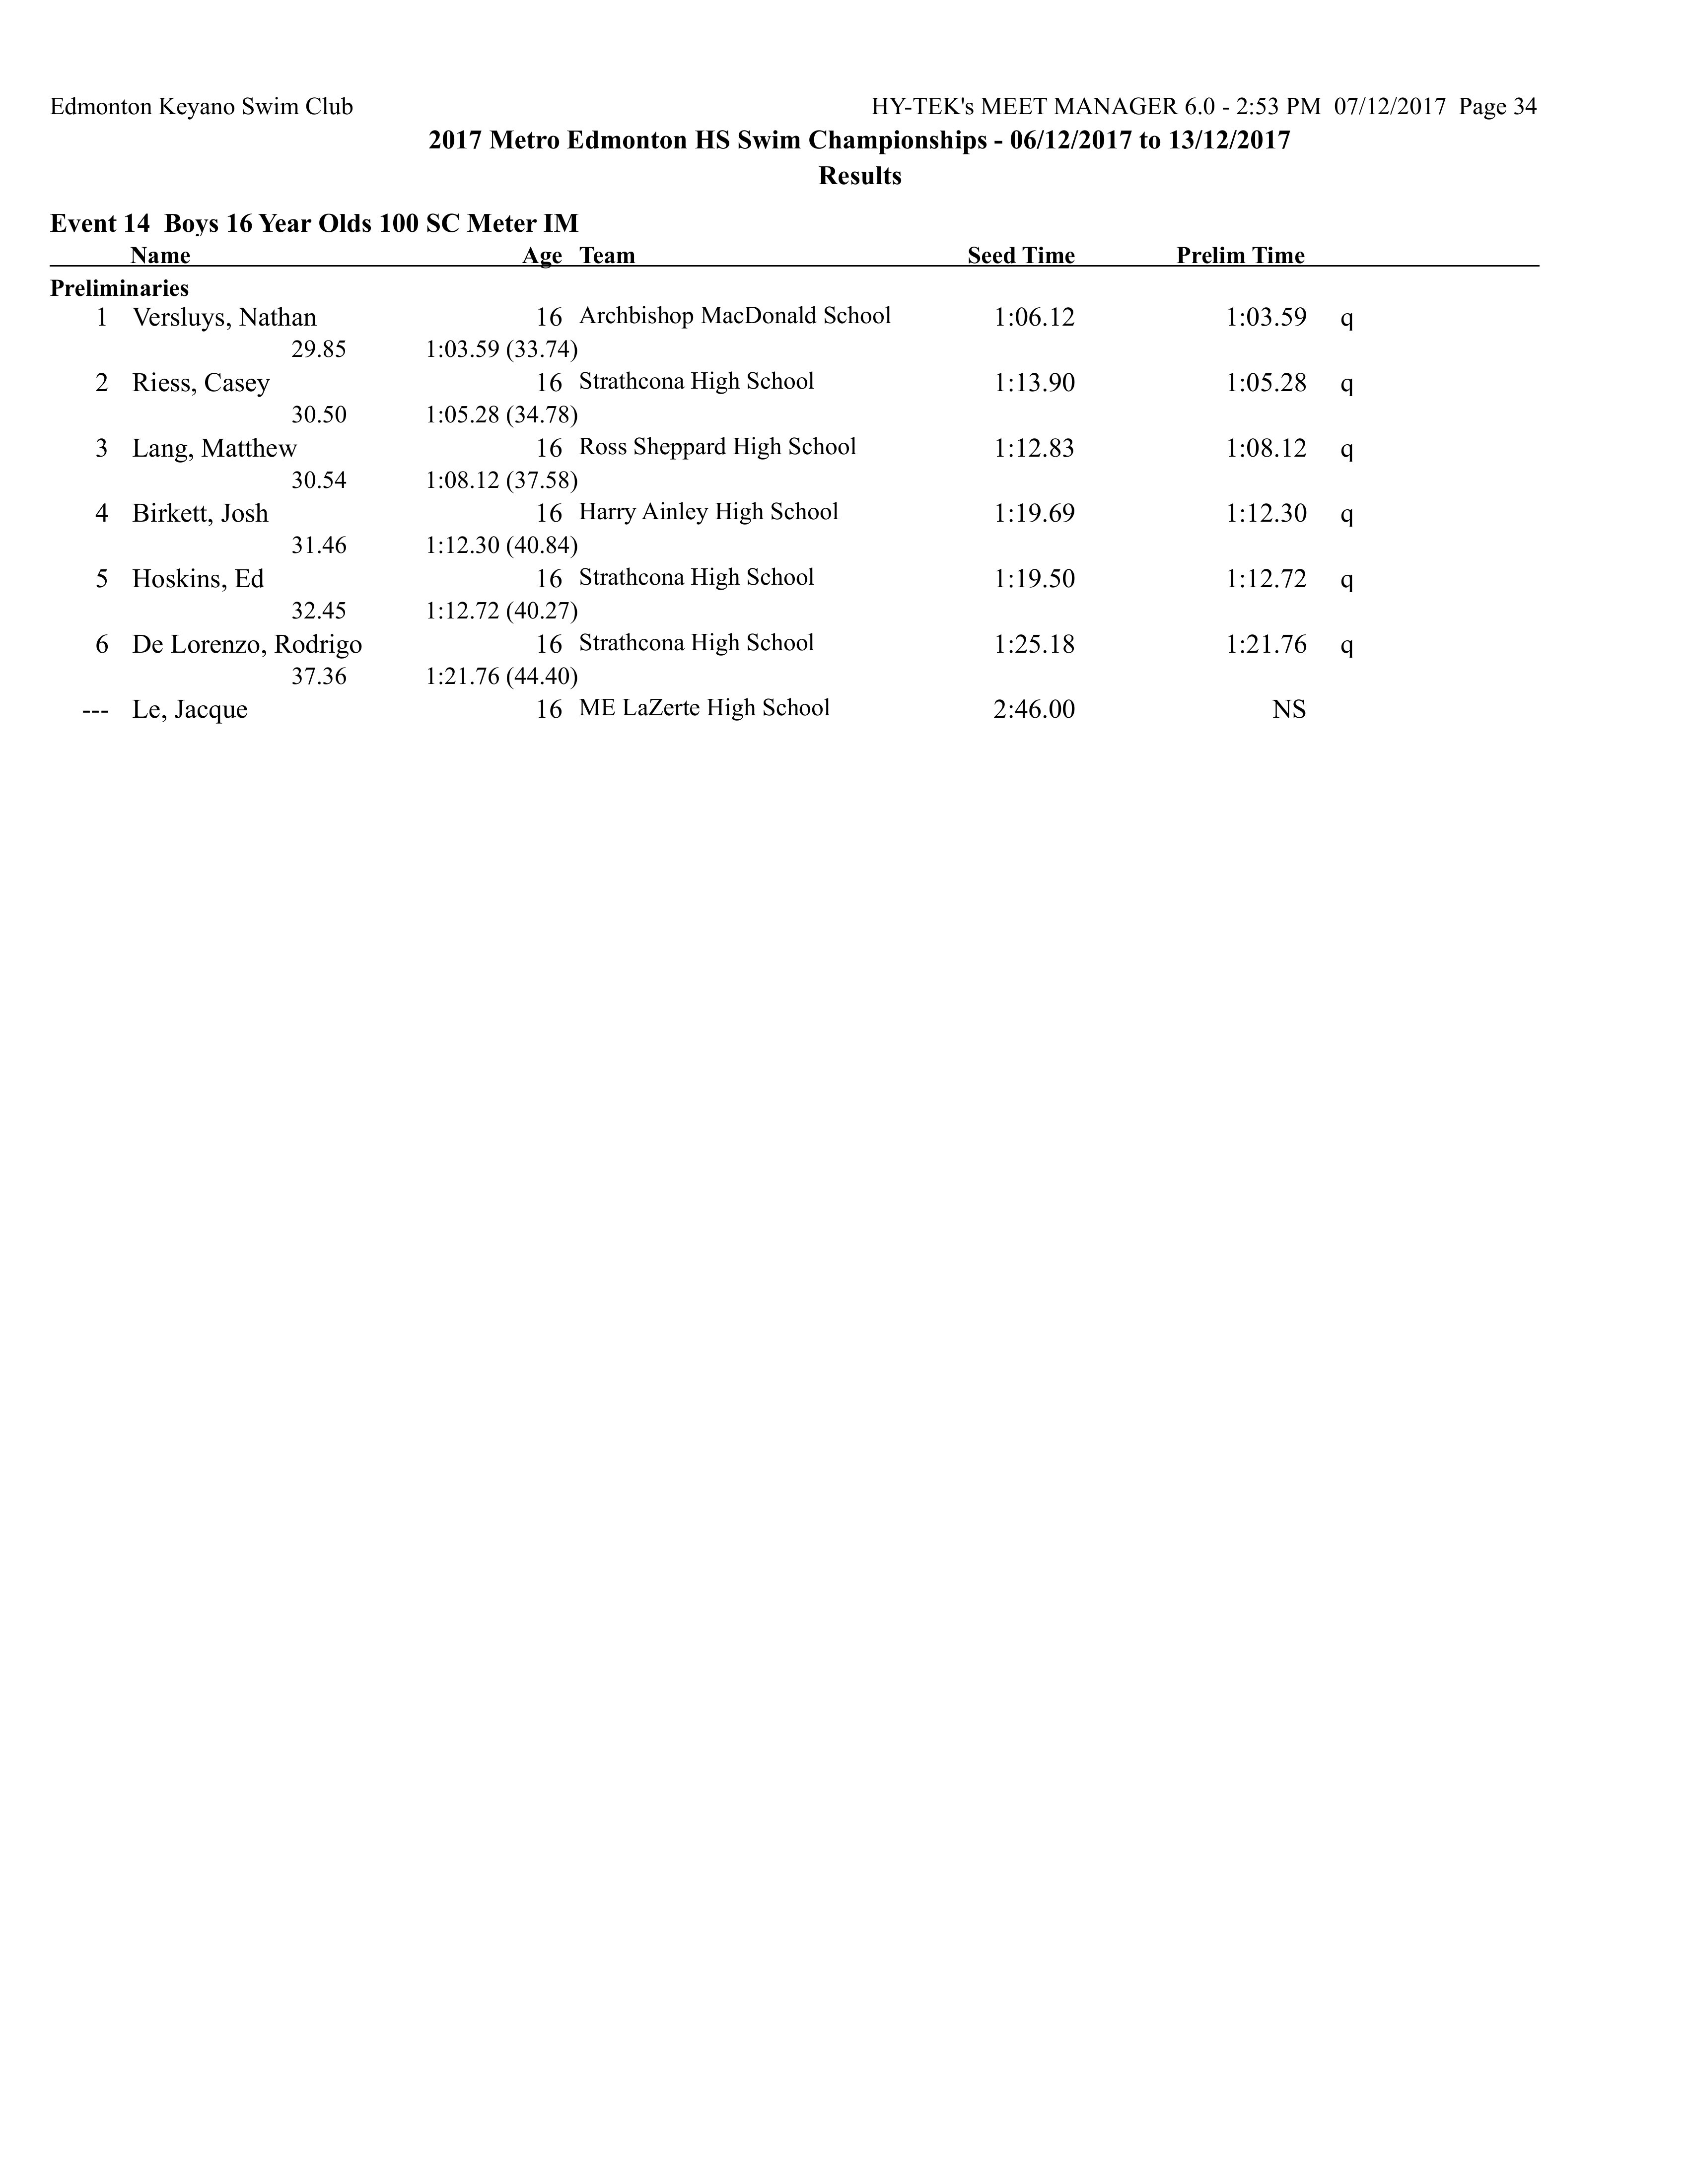 Edmonton Keyano Swim Club HY-TEK's MEET MANAGER 6.0 - 2:53 PM 07/12/2017 Page 34
2017 Metro Edmonton HS Swim Championships - 06/12/2017 to 13/12/2017
Results
Event 14 Boys 16 Year Olds 100 SC Meter IM
Name Age Team Seed Time Prelim Time
Preliminaries
1 Versluys, Nathan 16 Archbishop MacDonald School 1:06.12 1:03.59 q
29.85 1:03.59 (33.74)
2 Riess, Casey 16 Strathcona High School 1:13.90 1:05.28 q
30.50 1:05.28 (34.78)
3 Lang, Matthew 16 Ross Sheppard High School 1:12.83 1:08.12 q
30.54 1:08.12 (37.58)
4 Birkett, Josh 16 Harry Ainley High School 1:19.69 1:12.30 q
31.46 1:12.30 (40.84)
5 Hoskins, Ed 16 Strathcona High School 1:19.50 1:12.72 q
32.45 1:12.72 (40.27)
6 De Lorenzo, Rodrigo 16 Strathcona High School 1:25.18 1:21.76 q
37.36 1:21.76 (44.40)
--- Le, Jacque 16 ME LaZerte High School 2:46.00 NS